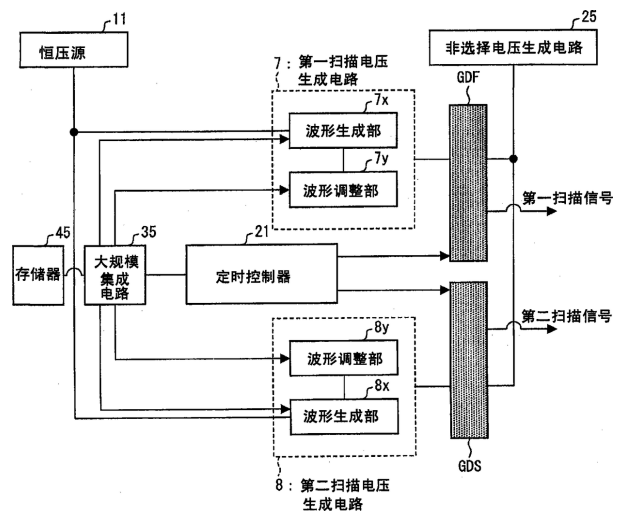 11
恒压源
25
非选择电压生成电路
7：第一扫描电压
生成电路
GDF
7x
波形生成部
7y
波形调整部
第一扫描信号
45
存储器
35
大规模
集成
电路
21
定时控制器
第二扫描信号
8y
波形调整部
8x
波形生成部
8：第二扫描电压
生成电路
GDS